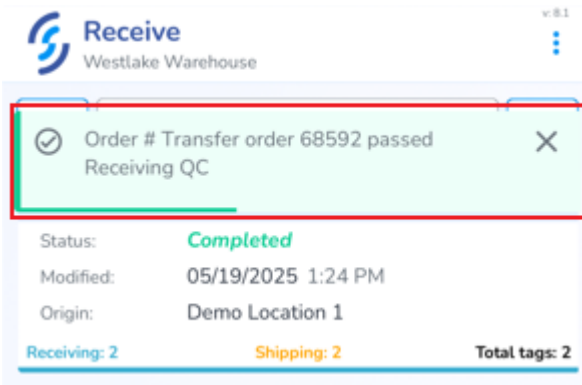 v: 8.1
Receive
Westlake Warehouse
Order # Transfer order 68592 passed
Receiving QC
Status: Completed
Modified: 05/19/2025 1:24 PM
Origin: Demo Location 1
Receiving: 2 Shipping: 2 Total tags: 2